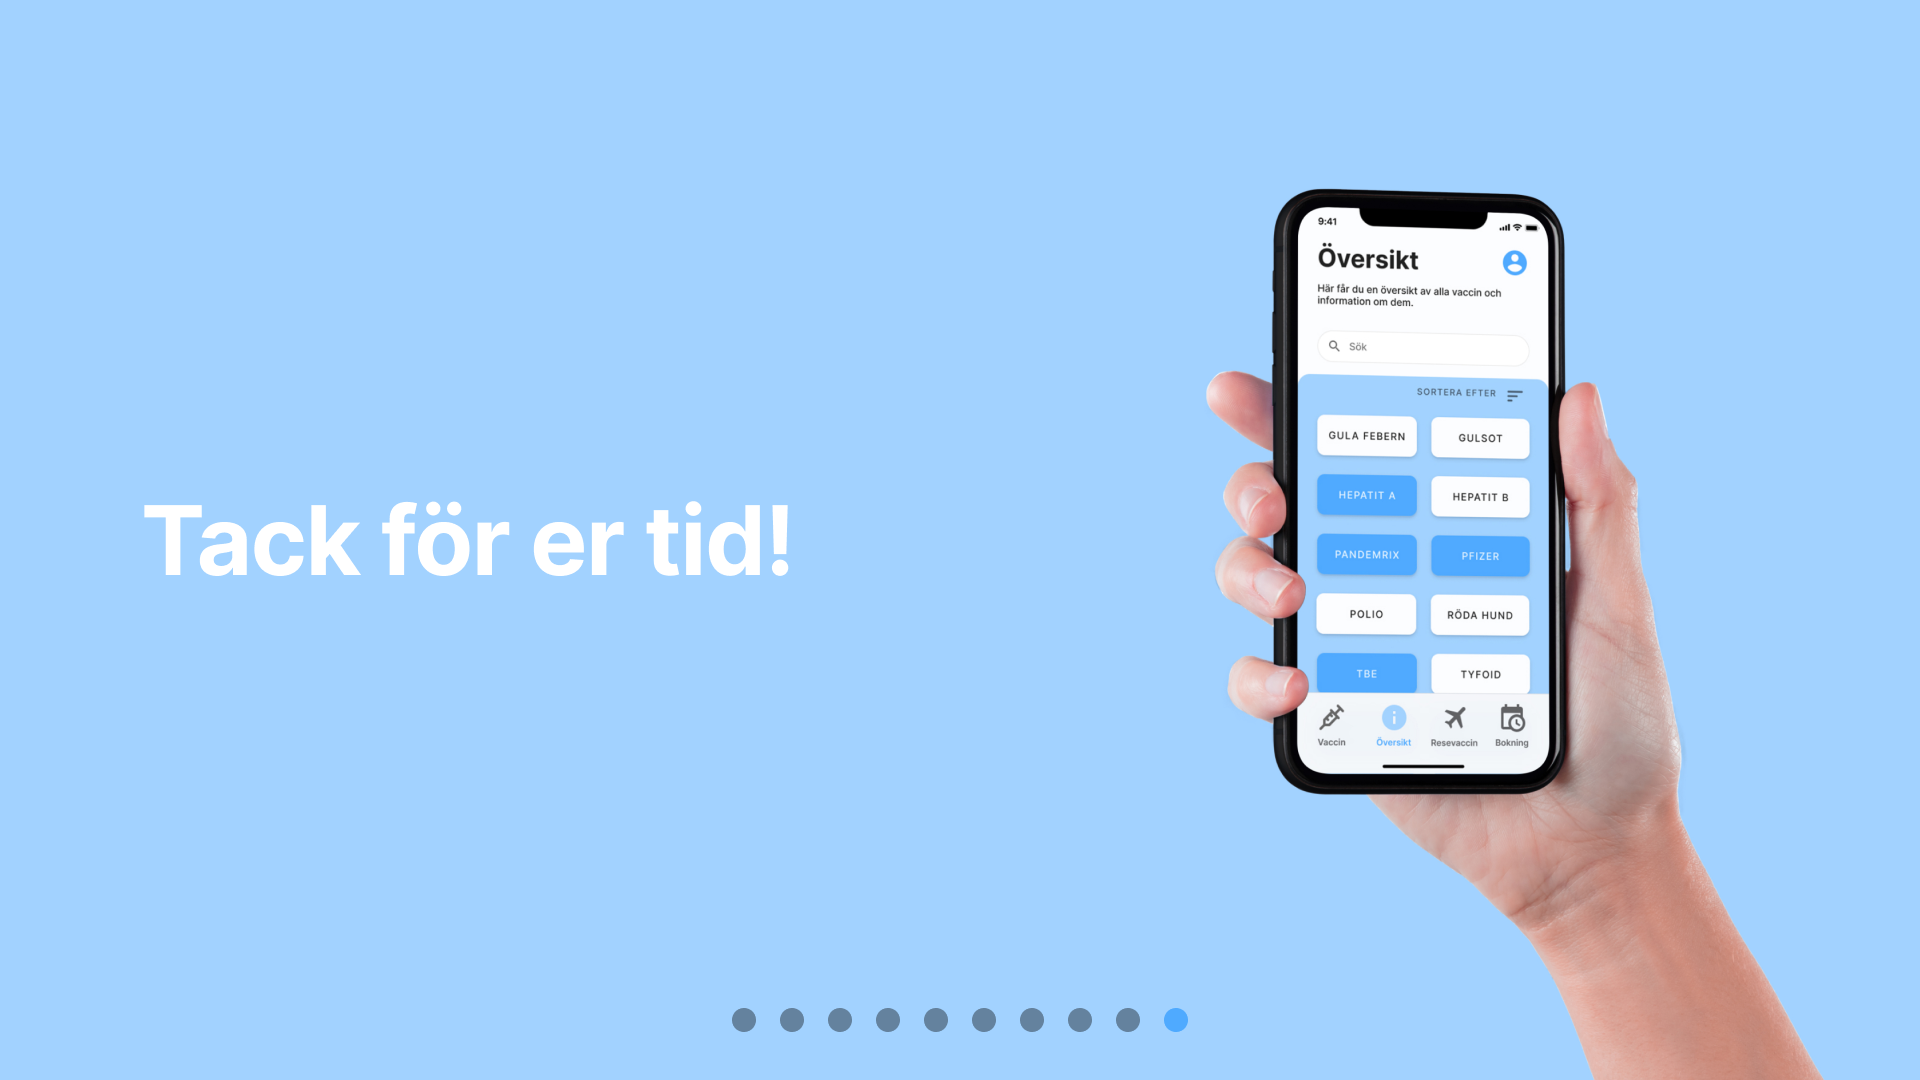 Tack för er tid!
9:41
Översikt
Här får du en översikt av alla vaccin och
information om dem.
Sök
SORTERA EFTER
GULA FEBERN GULSOT
HEPATIT A HEPATIT B
PANDEMRIX PFIZER
POLIO RÖDA HUND
TBE TYFOID
Vaccin Översikt Resevaccin Bokning